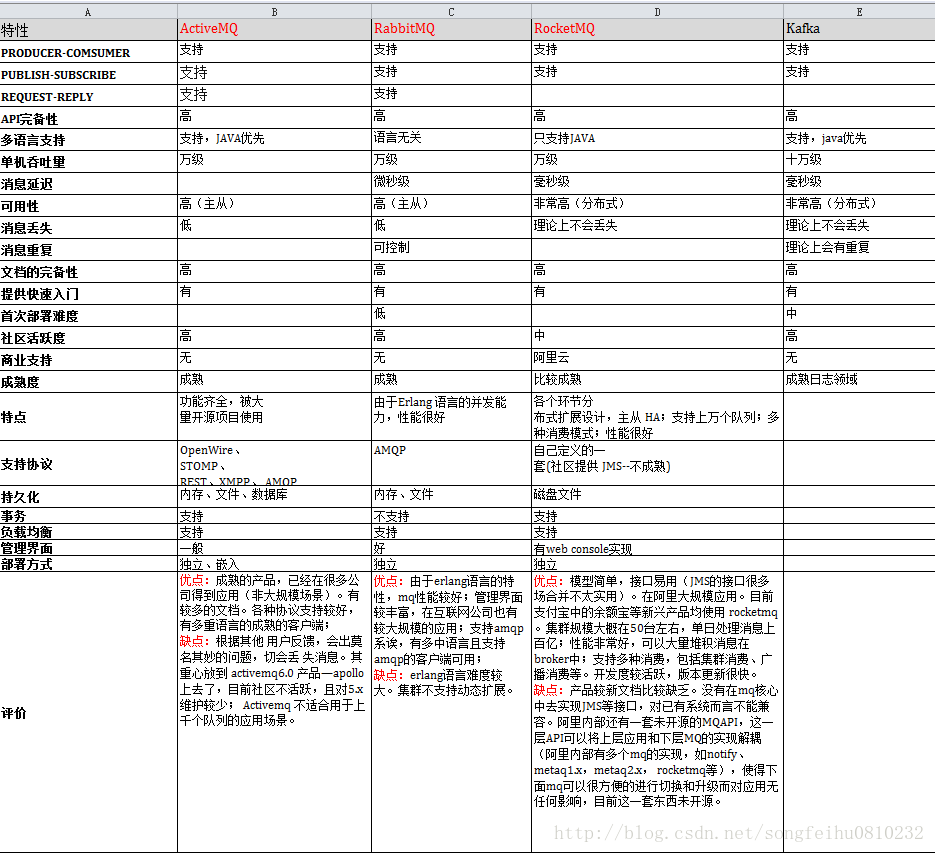 A B C D E
特性 ActiveMQ RabbitMQ RocketMQ Kafka
PRODUCER-COMSUMER 支持 支持 支持 支持
PUBLISH-SUBSCRIBE 支持 支持 支持 支持
REQUEST-REPLY 支持 支持
API完备性 高 高 高 高
多语言支持 支持，JAVA优先 语言无关 只支持JAVA 支持，java优先
单机吞吐量 万级 万级 万级 十万级
消息延迟 微秒级 毫秒级 毫秒级
可用性 高（主从） 高（主从） 非常高（分布式） 非常高（分布式）
消息丢失 低 低 理论上不会丢失 理论上不会丢失
消息重复 可控制 理论上会有重复
文档的完备性 高 高 高 高
提供快速入门 有 有 有 有
首次部署难度 低 中
社区活跃度 高 高 中 高
商业支持 无 无 阿里云 无
成熟度 成熟 成熟 比较成熟 成熟日志领域
特点
功能齐全，被大
量开源项目使用
由于Erlang 语言的并发能
力，性能很好
各个环节分
布式扩展设计，主从 HA；支持上万个队列；多
种消费模式；性能很好
支持协议
OpenWire、
STOMP、
REST、XMPP、AMQP
AMQP
自己定义的一
套(社区提供 JMS--不成熟)
持久化 内存、文件、数据库 内存、文件 磁盘文件
事务 支持 不支持 支持
负载均衡 支持 支持 支持
管理界面 一般 好 有web console实现
部署方式 独立、嵌入 独立 独立
评价
优点：成熟的产品，已经在很多公
司得到应用（非大规模场景）。有
较多的文档。各种协议支持较好，
有多重语言的成熟的客户端；
缺点：根据其他 用户反馈，会出莫
名其妙的问题，切会丢 失消息。其
重心放到 activemq6.0 产品—apollo
上去了，目前社区不活跃，且对5.x
维护较少； Activemq 不适合用于上
千个队列的应用场景。
优点：由于erlang语言的特
性，mq性能较好；管理界面
较丰富，在互联网公司也有
较大规模的应用；支持amqp
系诶，有多中语言且支持
amqp的客户端可用；
缺点：erlang语言难度较
大。集群不支持动态扩展。
优点：模型简单，接口易用（JMS的接口很多
场合并不太实用）。在阿里大规模应用。目前
支付宝中的余额宝等新兴产品均使用 rocketmq
。集群规模大概在50台左右，单日处理消息上
百亿；性能非常好，可以大量堆积消息在
broker中；支持多种消费，包括集群消费、广
播消费等。开发度较活跃，版本更新很快。
缺点：产品较新文档比较缺乏。没有在mq核心
中去实现JMS等接口，对已有系统而言不能兼
容。阿里内部还有一套未开源的MQAPI，这一
层API可以将上层应用和下层MQ的实现解耦
（阿里内部有多个mq的实现，如notify、
metaq1.x，metaq2.x， rocketmq等），使得下
面mq可以很方便的进行切换和升级而对应用无
任何影响，目前这一套东西未开源。
http://blog.csdn.net/songfeihu0810232